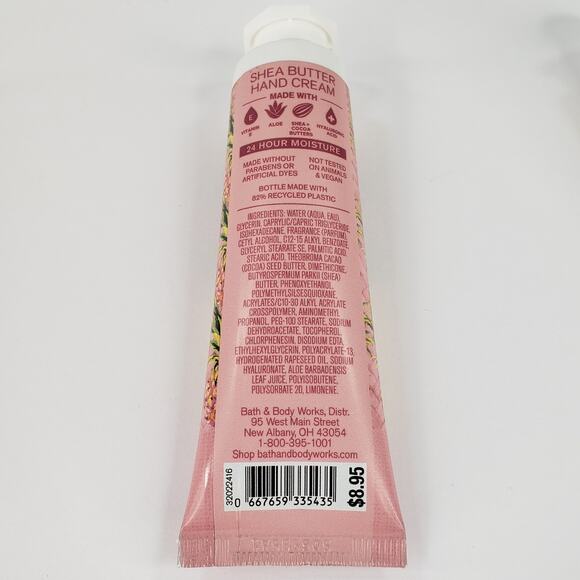 SHEA BUTTER
HAND CREAM
MADE WITH
E
VITAMIN
E
ALOE
SHEA +
COCOA
BUTTERS
HYALURONIC
ACID
24 HOUR MOISTURE
MADE WITHOUT
PARABENS OR
ARTIFICIAL DYES
NOT TESTED
ON ANIMALS
& VEGAN
BOTTLE MADE WITH
82% RECYCLED PLASTIC
INGREDIENTS: WATER (AQUA, EAU),
GLYCERIN, CAPRYLIC/CAPRIC TRIGLYCERIDE,
ISOHEXADECANE, FRAGRANCE (PARFUM),
CETYL ALCOHOL, C12-15 ALKYL BENZOATE,
GLYCERYL STEARATE SE, PALMITIC ACID,
STEARIC ACID, THEOBROMA CACAO
(COCOA) SEED BUTTER, DIMETHICONE,
BUTYROSPERMUM PARKII (SHEA)
BUTTER, PHENOXYETHANOL,
POLYMETHYLSILSESQUIOXANE,
ACRYLATES/C10-30 ALKYL ACRYLATE
CROSSPOLYMER, AMINOMETHYL
PROPANOL, PEG-100 STEARATE, SODIUM
DEHYDROACETATE, TOCOPHEROL,
CHLORPHENESIN, DISODIUM EDTA,
ETHYLHEXYLGLYCERIN, POLYACRYLATE-13,
HYDROGENATED RAPESEED OIL, SODIUM
HYALURONATE, ALOE BARBADENSIS
LEAF JUICE, POLYISOBUTENE,
POLYSORBATE 20, LIMONENE.
Bath & Body Works, Distr.
95 West Main Street
New Albany, OH 43054
1-800-395-1001
Shop bathandbodyworks.com
32022416
0 667659 335435
$8.95